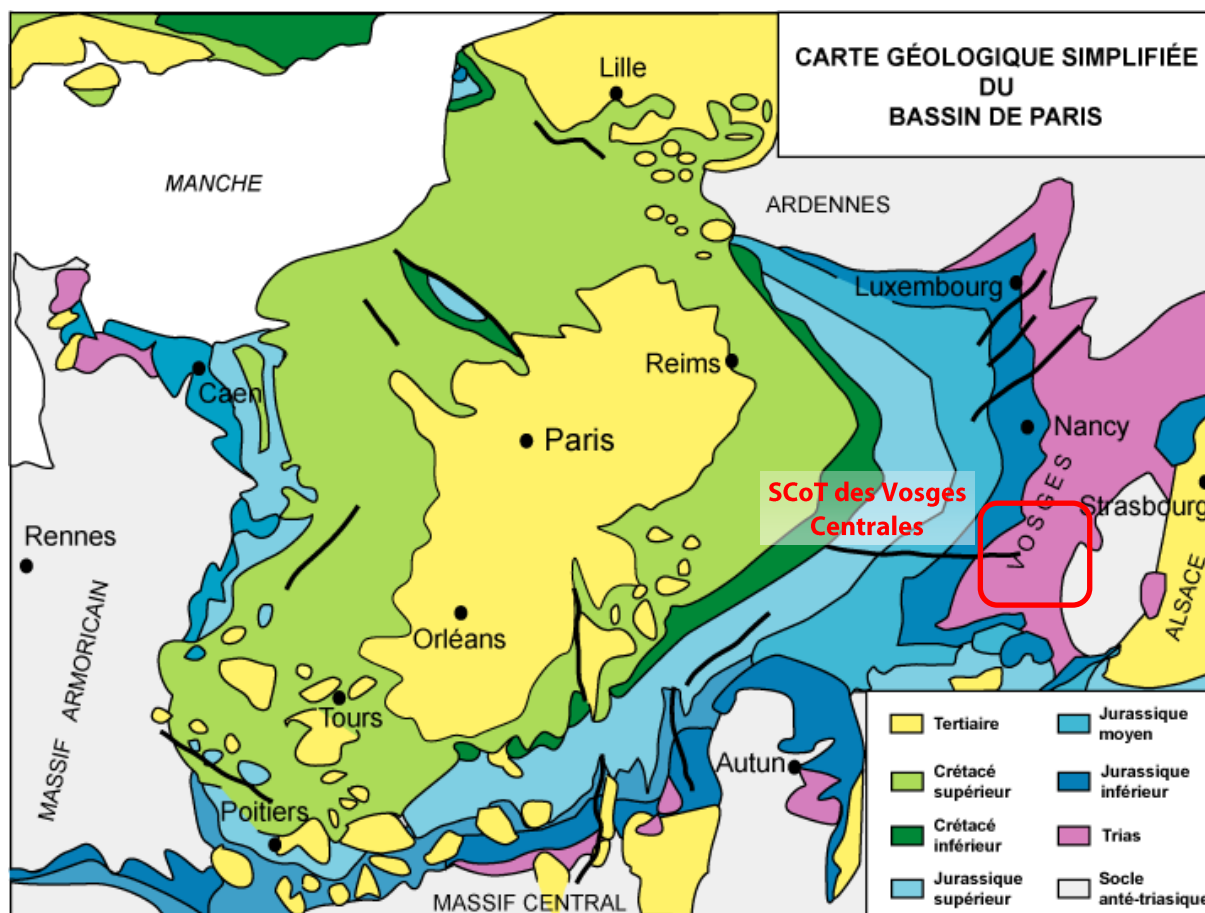 CARTE GÉOLOGIQUE SIMPLIFIÉE
DU
BASSIN DE PARIS
Lille
MANCHE
ARDENNES
Luxembourg
Reims
Caen
Paris
Nancy
VOSGES
SCoT des Vosges
Centrales
Strasbourg
Rennes
MASSIF ARMORICAIN
Orléans
ALSACE
Tours
Autun
Poitiers
MASSIF CENTRAL
Tertiaire
Crétacé
supérieur
Crétacé
inférieur
Jurassique
supérieur
Jurassique
moyen
Jurassique
inférieur
Trias
Socle
anté-triasique